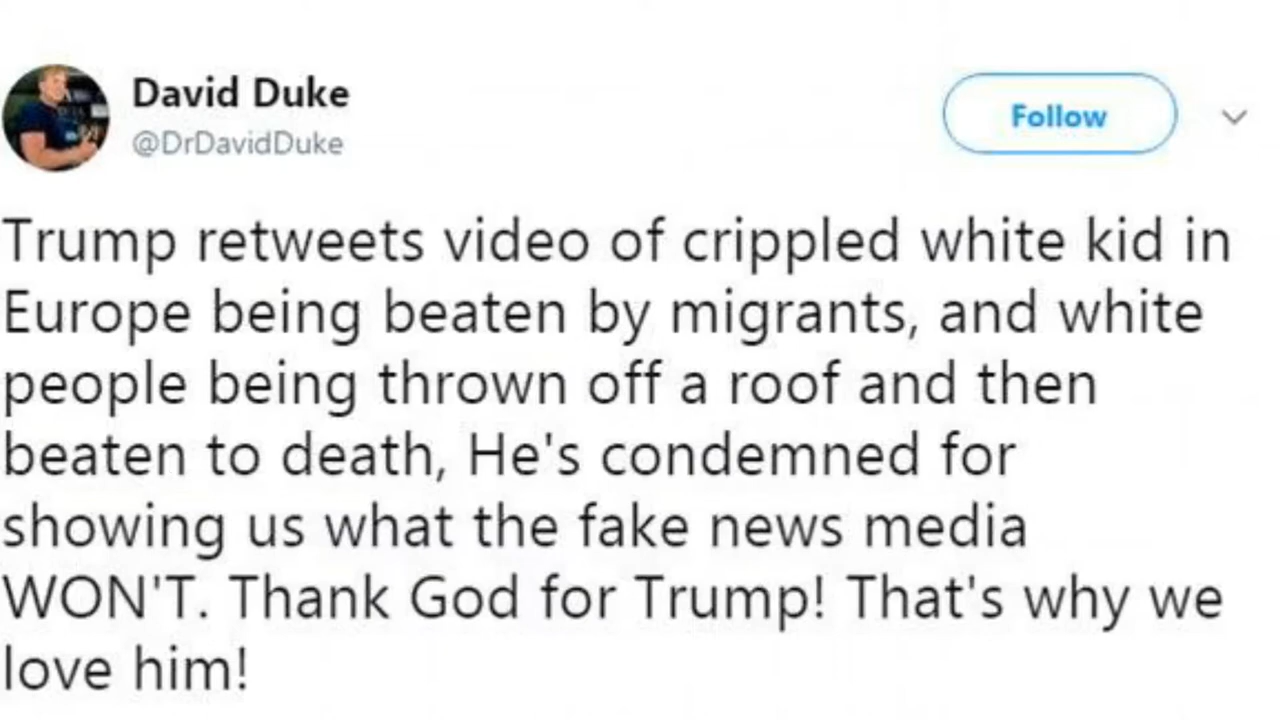 David Duke
@DrDavidDuke
Follow
Trump retweets video of crippled white kid in
Europe being beaten by migrants, and white
people being thrown off a roof and then
beaten to death, He's condemned for
showing us what the fake news media
WON'T. Thank God for Trump! That's why we
love him!